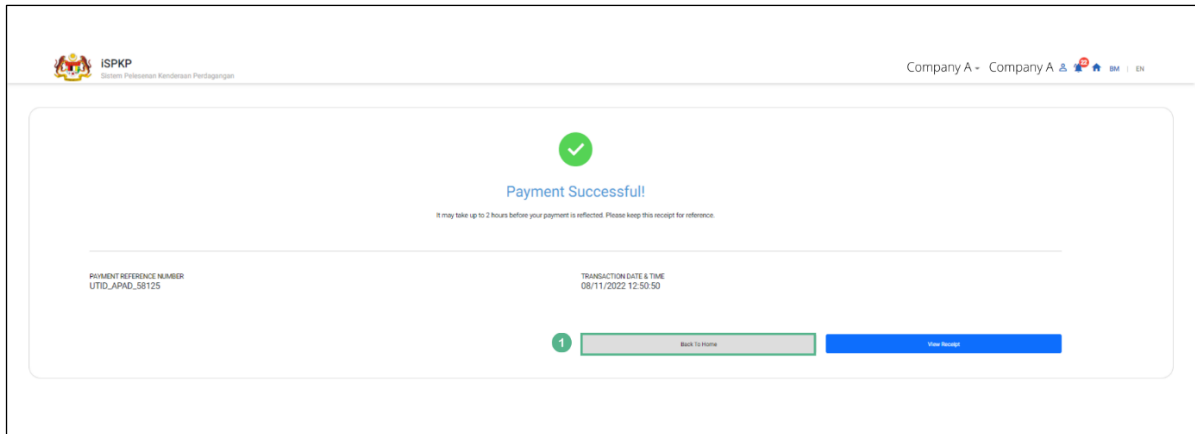 iSPKP
Sistem Pelesenan Kenderaan Perdagangan
Company A - Company A 22 BM | EN
Payment Successful!
It may take up to 2 hours before your payment is reflected. Please keep this receipt for reference.
PAYMENT REFERENCE NUMBER
UTID_APAD_58125
TRANSACTION DATE & TIME
08/11/2022 12:50:50
1 Back To Home
View Receipt